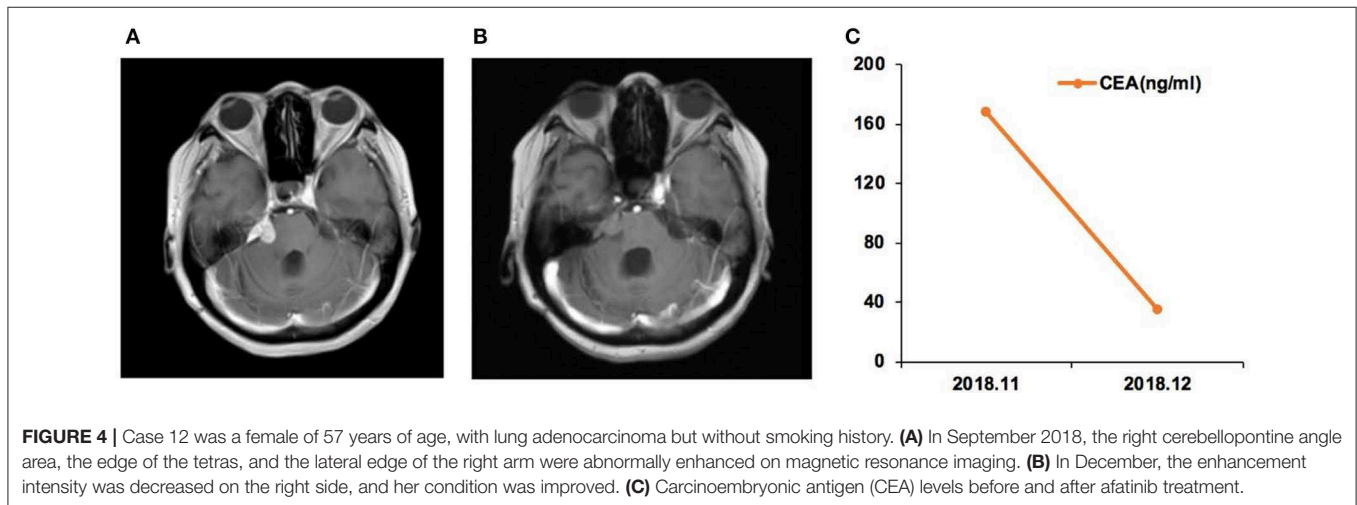 A
B
C
200
160
120
80
40
0
CEA(ng/ml)
2018.11
2018.12
FIGURE 4 | Case 12 was a female of 57 years of age, with lung adenocarcinoma but without smoking history. (A) In September 2018, the right cerebellopontine angle
area, the edge of the tetras, and the lateral edge of the right arm were abnormally enhanced on magnetic resonance imaging. (B) In December, the enhancement
intensity was decreased on the right side, and her condition was improved. (C) Carcinoembryonic antigen (CEA) levels before and after afatinib treatment.